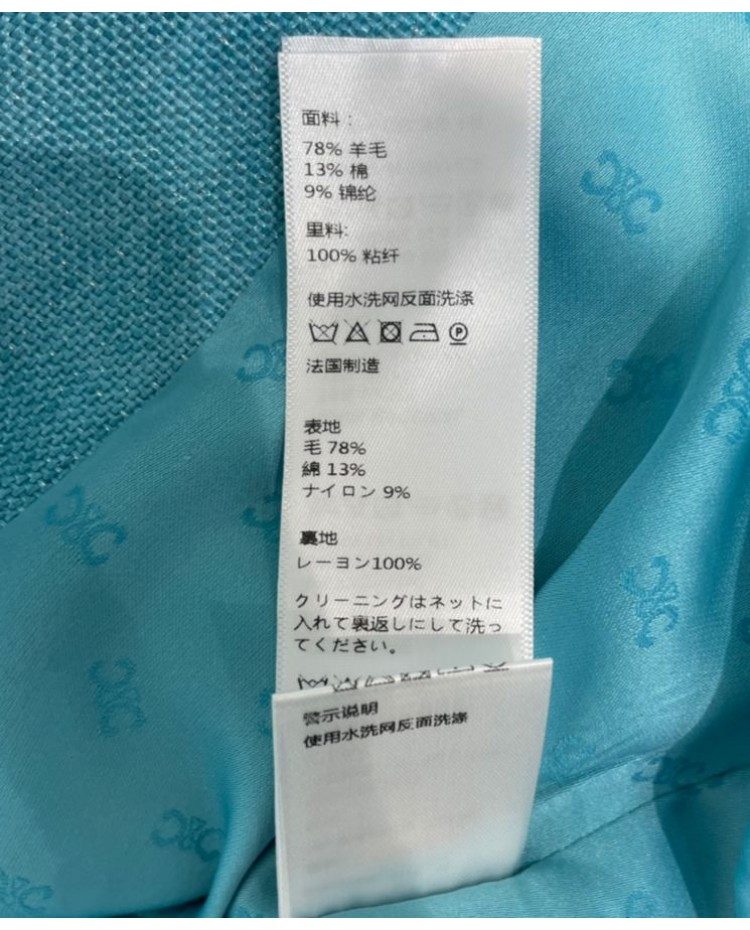 面料：
78% 羊毛
13% 棉
9% 锦纶
里料:
100% 粘纤
使用水洗网反面洗涤
P
法国制造
表地
毛 78%
綿 13%
ナイロン 9%
裏地
レーヨン100%
クリーニングはネットに
入れて裏返しにして洗っ
てください。
警示说明
使用水洗网反面洗涤